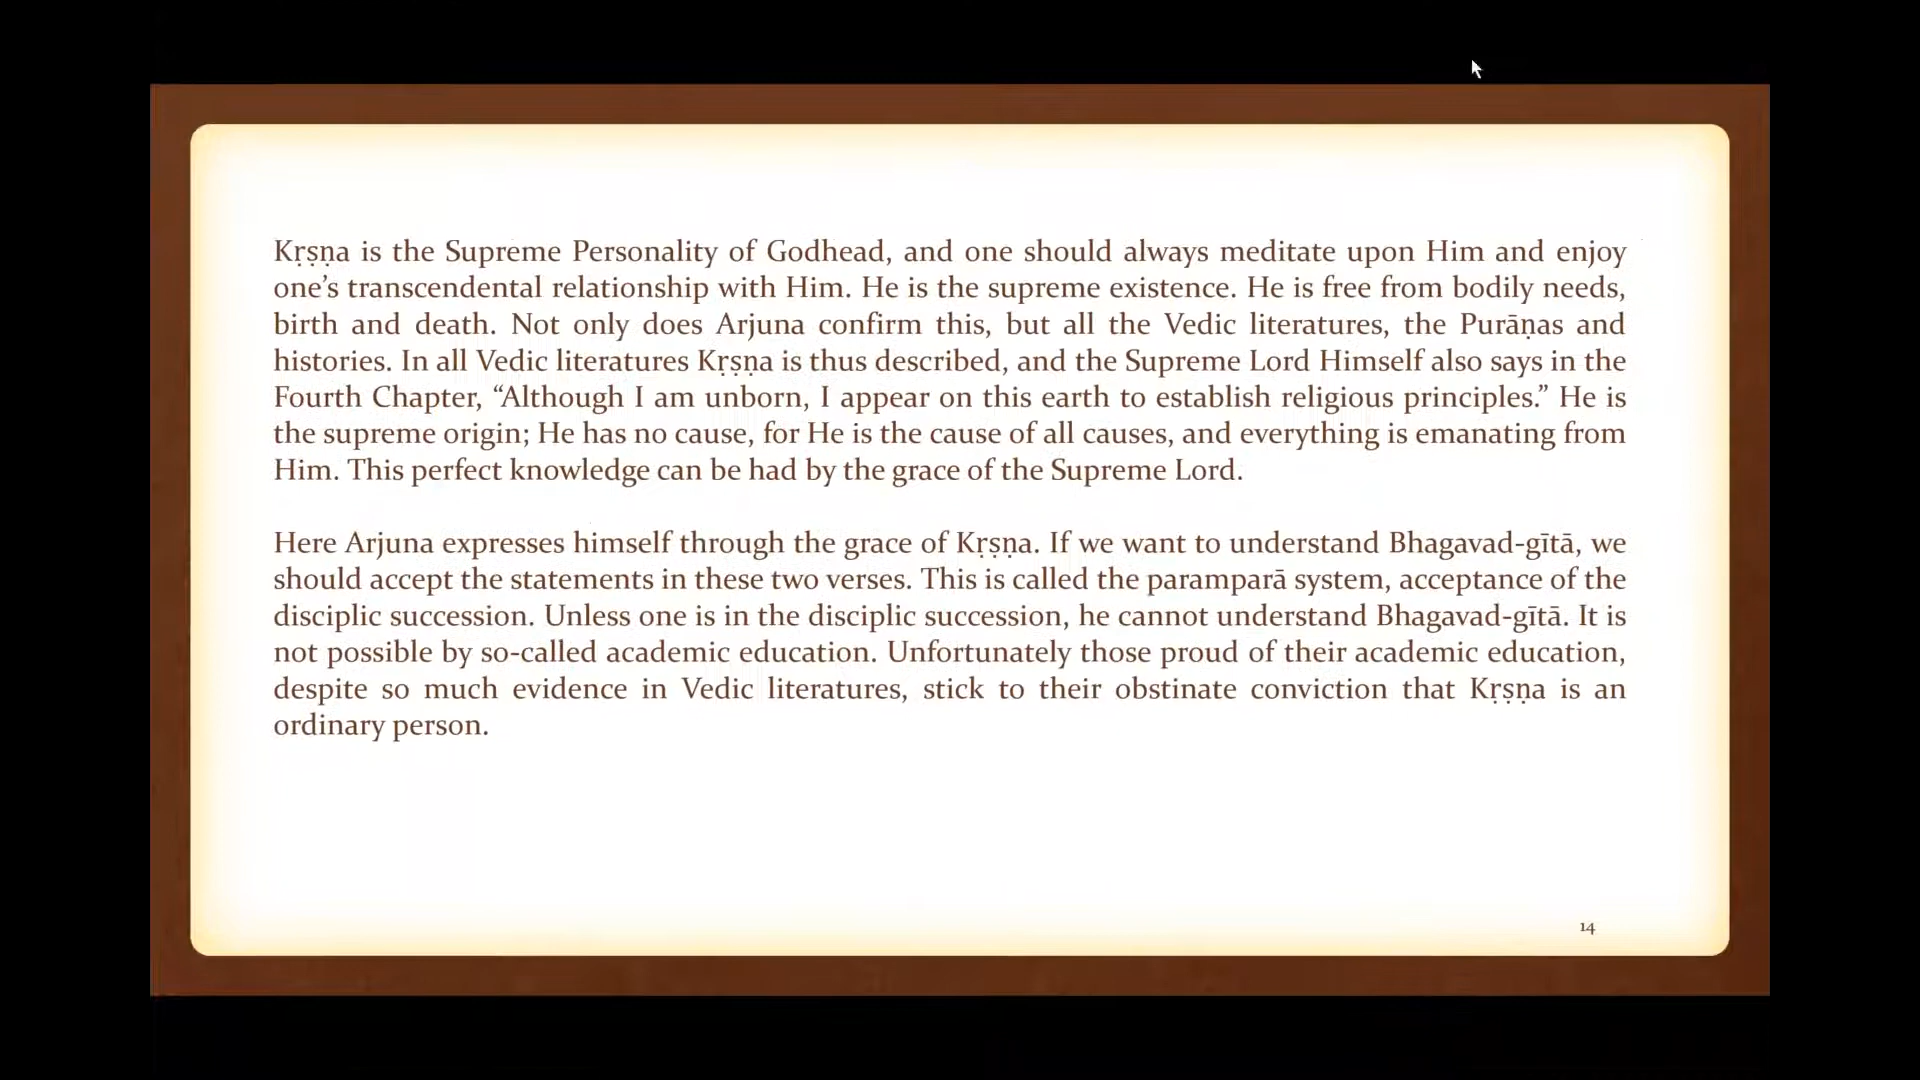 Kṛṣṇa is the Supreme Personality of Godhead, and one should always meditate upon Him and enjoy
one’s transcendental relationship with Him. He is the supreme existence. He is free from bodily needs,
birth and death. Not only does Arjuna confirm this, but all the Vedic literatures, the Purāṇas and
histories. In all Vedic literatures Kṛṣṇa is thus described, and the Supreme Lord Himself also says in the
Fourth Chapter, “Although I am unborn, I appear on this earth to establish religious principles.” He is
the supreme origin; He has no cause, for He is the cause of all causes, and everything is emanating from
Him. This perfect knowledge can be had by the grace of the Supreme Lord.
Here Arjuna expresses himself through the grace of Kṛṣṇa. If we want to understand Bhagavad-gītā, we
should accept the statements in these two verses. This is called the paramparā system, acceptance of the
disciplic succession. Unless one is in the disciplic succession, he cannot understand Bhagavad-gītā. It is
not possible by so-called academic education. Unfortunately those proud of their academic education,
despite so much evidence in Vedic literatures, stick to their obstinate conviction that Kṛṣṇa is an
ordinary person.
14